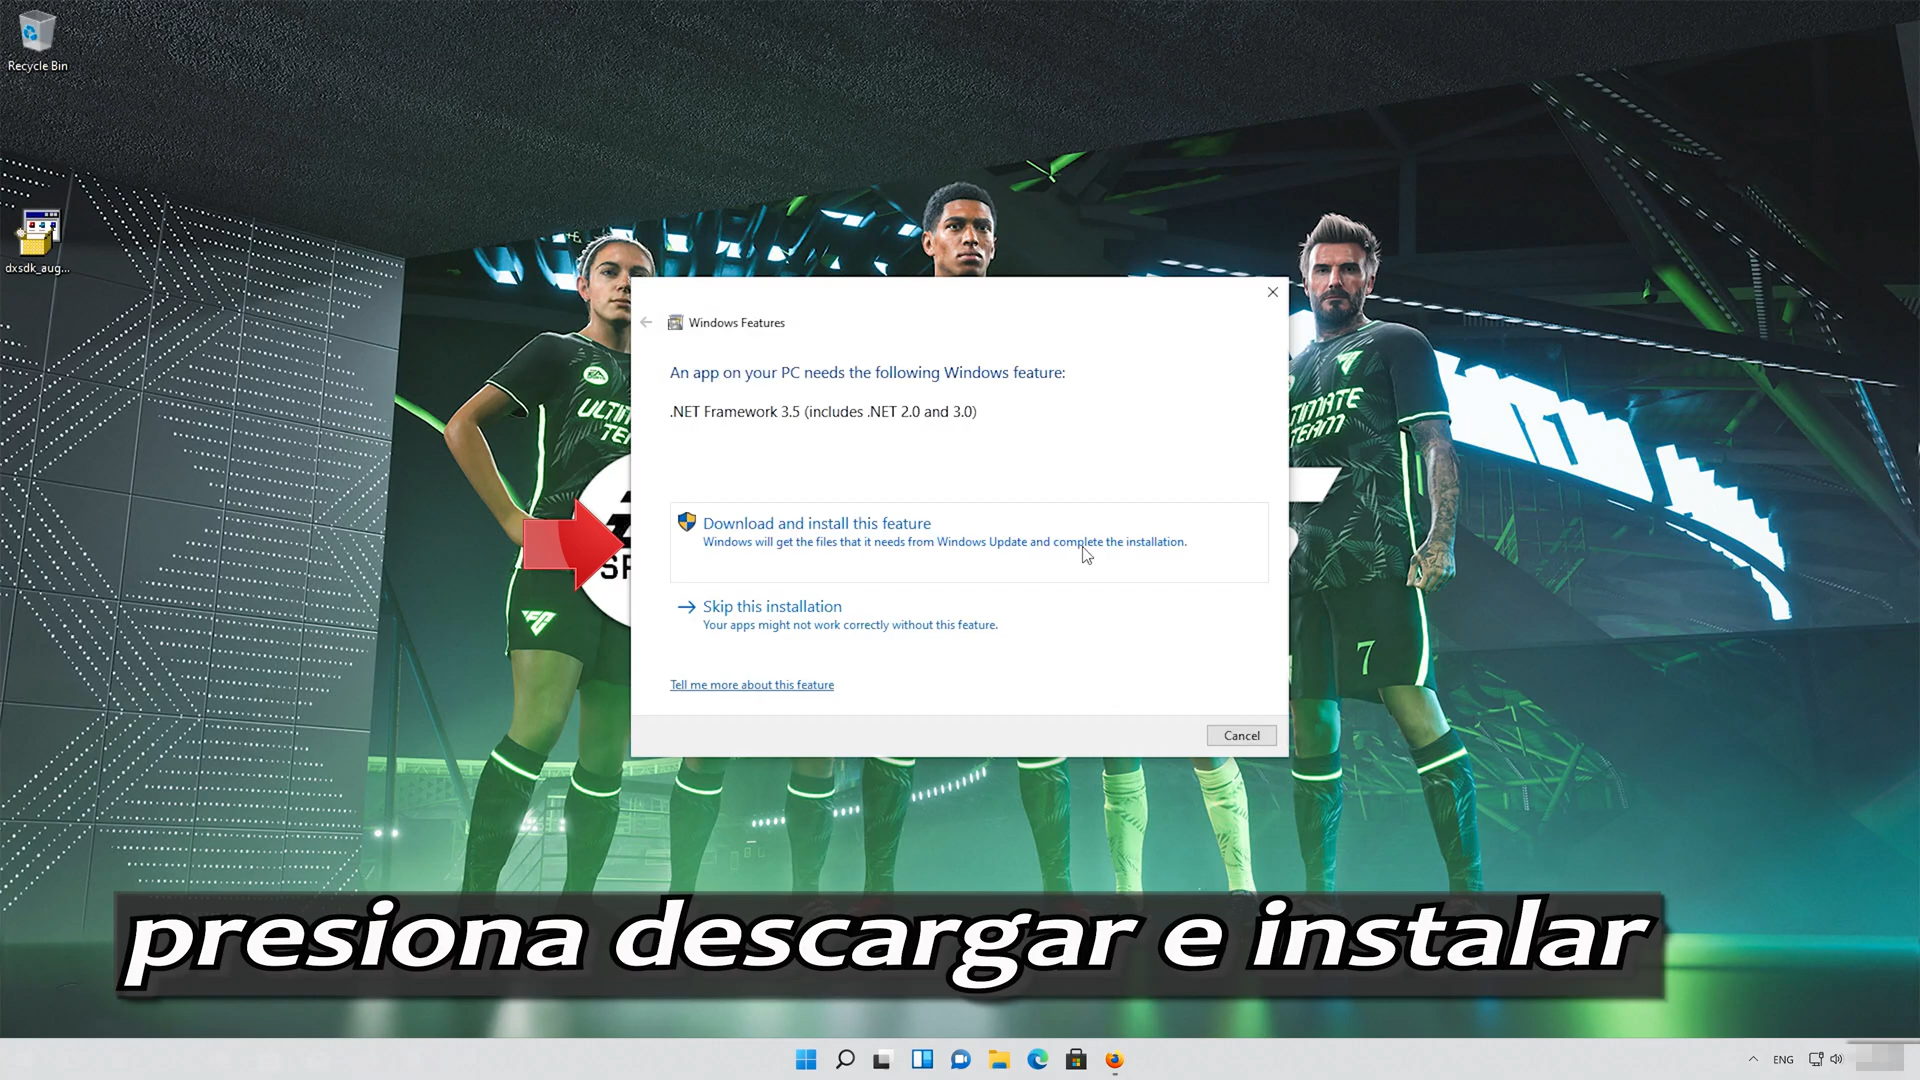 Recycle Bin
dxsdk_aug...
Windows Features
An app on your PC needs the following Windows feature:
.NET Framework 3.5 (includes .NET 2.0 and 3.0)
Download and install this feature
Windows will get the files that it needs from Windows Update and complete the installation.
Skip this installation
Your apps might not work correctly without this feature.
Tell me more about this feature
Cancel
TEAM
7
presiona descargar e instalar
ENG